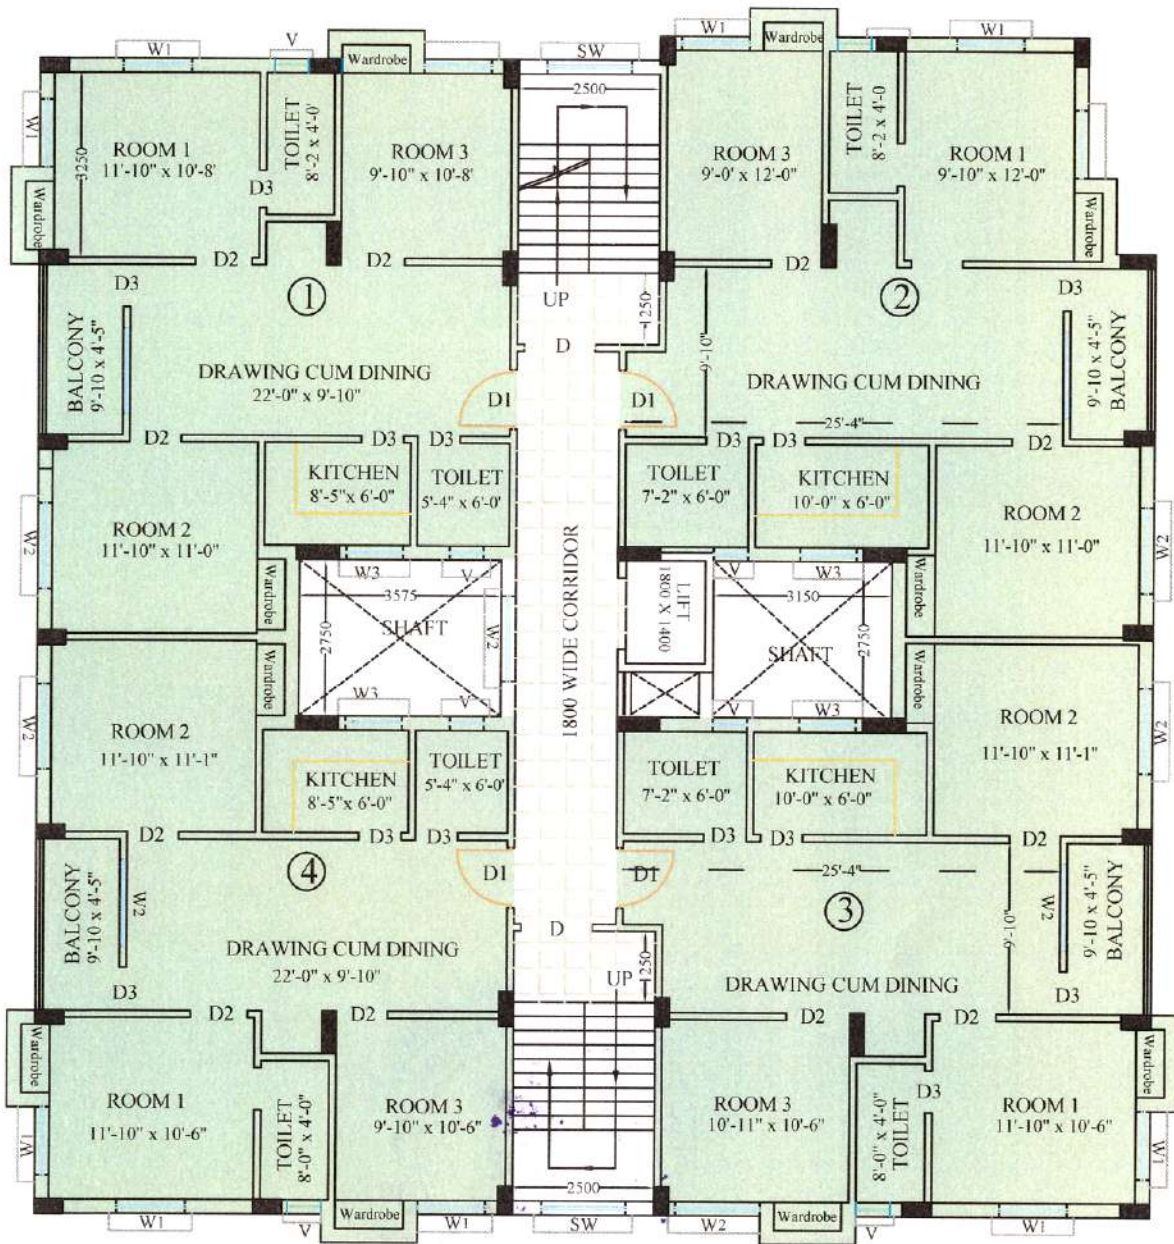 W1
V
SW
W1
W1
Wardrobe
Wardrobe
2500
W1
3250
ROOM 1
11'-10" x 10'-8'
TOILET
8'-2 x 4'-0'
D3
ROOM 3
9'-10" x 10'-8'
Wardrobe
D2
D2
ROOM 3
9'-0' x 12'-0"
TOILET
8'-2 x 4'-0
ROOM 1
9'-10" x 12'-0"
Wardrobe
D2
D3
1
UP
1250
D
BALCONY
9'-10 x 4'-5"
DRAWING CUM DINING
22'-0" x 9'-10"
D1
D1
D2
D3
D3
2
D3
9'-10"
DRAWING CUM DINING
25'-4"
9'-10 x 4'-5"
BALCONY
D3
D3
D2
KITCHEN
8'-5"x 6'-0"
TOILET
5'-4" x 6'-0'
TOILET
7'-2" x 6'-0"
KITCHEN
10'-0" x 6'-0"
ROOM 2
11'-10" x 11'-0"
W2
Wardrobe
W3
V
3575
2750
SHAFT
W2
W3
V
1800 WIDE CORRIDOR
LIFT
1800 X 1400
V
W3
3150
2750
SHAFT
V
W3
Wardrobe
ROOM 2
11'-10" x 11'-0"
W2
Wardrobe
ROOM 2
11'-10" x 11'-1"
W2
KITCHEN
8'-5"x 6'-0"
TOILET
5'-4" x 6'-0'
TOILET
7'-2" x 6'-0"
KITCHEN
10'-0" x 6'-0"
Wardrobe
ROOM 2
11'-10" x 11'-1"
W2
D2
D3
D3
D3
D3
D2
4
D1
D1
25'-4"
3
BALCONY
9'-10 x 4'-5"
W2
D3
DRAWING CUM DINING
22'-0" x 9'-10"
D
1250
UP
DRAWING CUM DINING
9'-10"
W2
9'-10 x 4'-5"
BALCONY
D3
D2
D2
D2
D2
Wardrobe
ROOM 1
11'-10" x 10'-6"
W1
TOILET
8'-0" x 4'-0"
ROOM 3
9'-10" x 10'-6"
ROOM 3
10'-11" x 10'-6"
8'-0" x 4'-0"
TOILET
D3
ROOM 1
11'-10" x 10'-6"
Wardrobe
W1
2500
Wardrobe
Wardrobe
W1
V
W1
SW
W2
V
W1